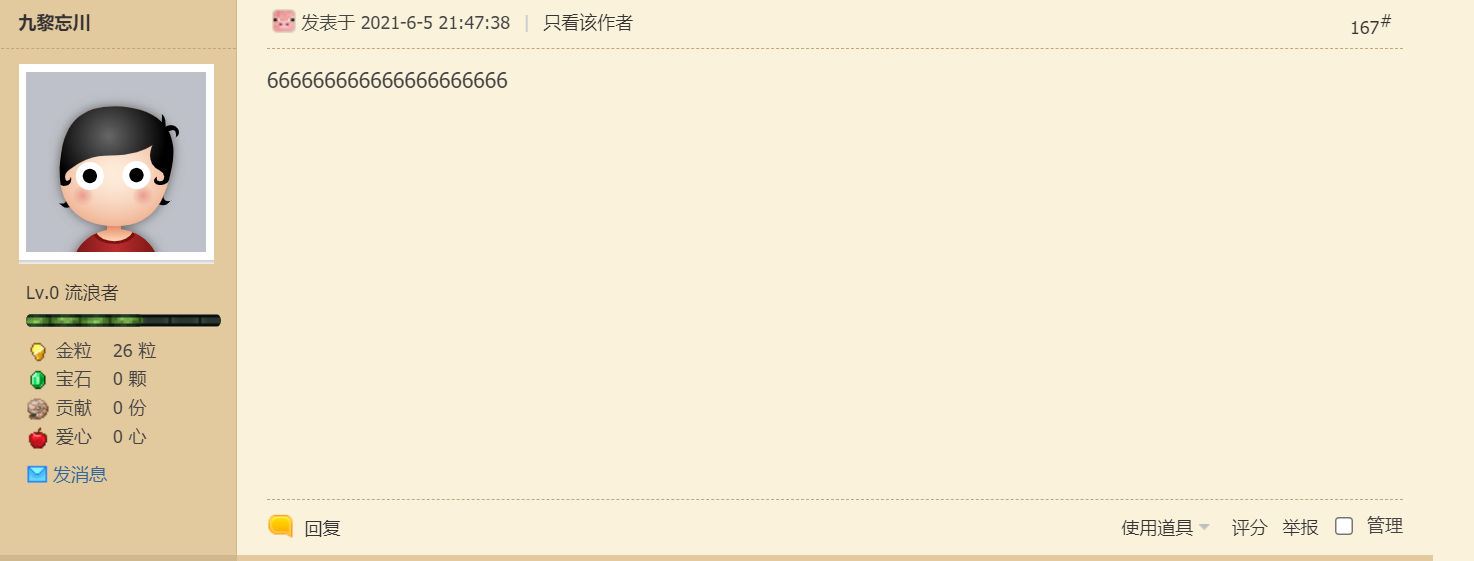 九黎忘川
发表于 2021-6-5 21:47:38 | 只看该作者
167#
666666666666666666666
Lv.0 流浪者
金粒 26 粒
宝石 0 颗
贡献 0 份
爱心 0 心
发消息
回复
使用道具 评分 举报 管理